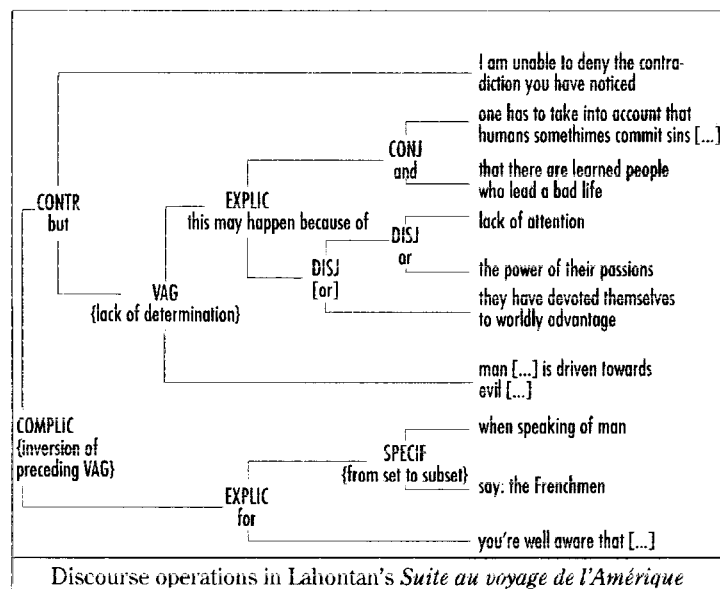 I am unable to deny the contra-
diction you have noticed
one has to take into account that
humans somethimes commit sins [...]
CONJ
and
that there are learned people
who lead a bad life
EXPLIC
this may happen because of
CONTR
but
lack of attention
DISJ
or
DISJ
[or]
the power of their passions
VAG
{lack of determination}
they have devoted themselves
to worldly advantage
man [...] is driven towards
evil [...]
COMPLIC
{inversion of
preceding VAG}
when speaking of man
SPECIF
{from set to subset}
say: the Frenchmen
EXPLIC
for
you're well aware that [...]
Discourse operations in Lahontan's Suite au voyage de l'Amérique